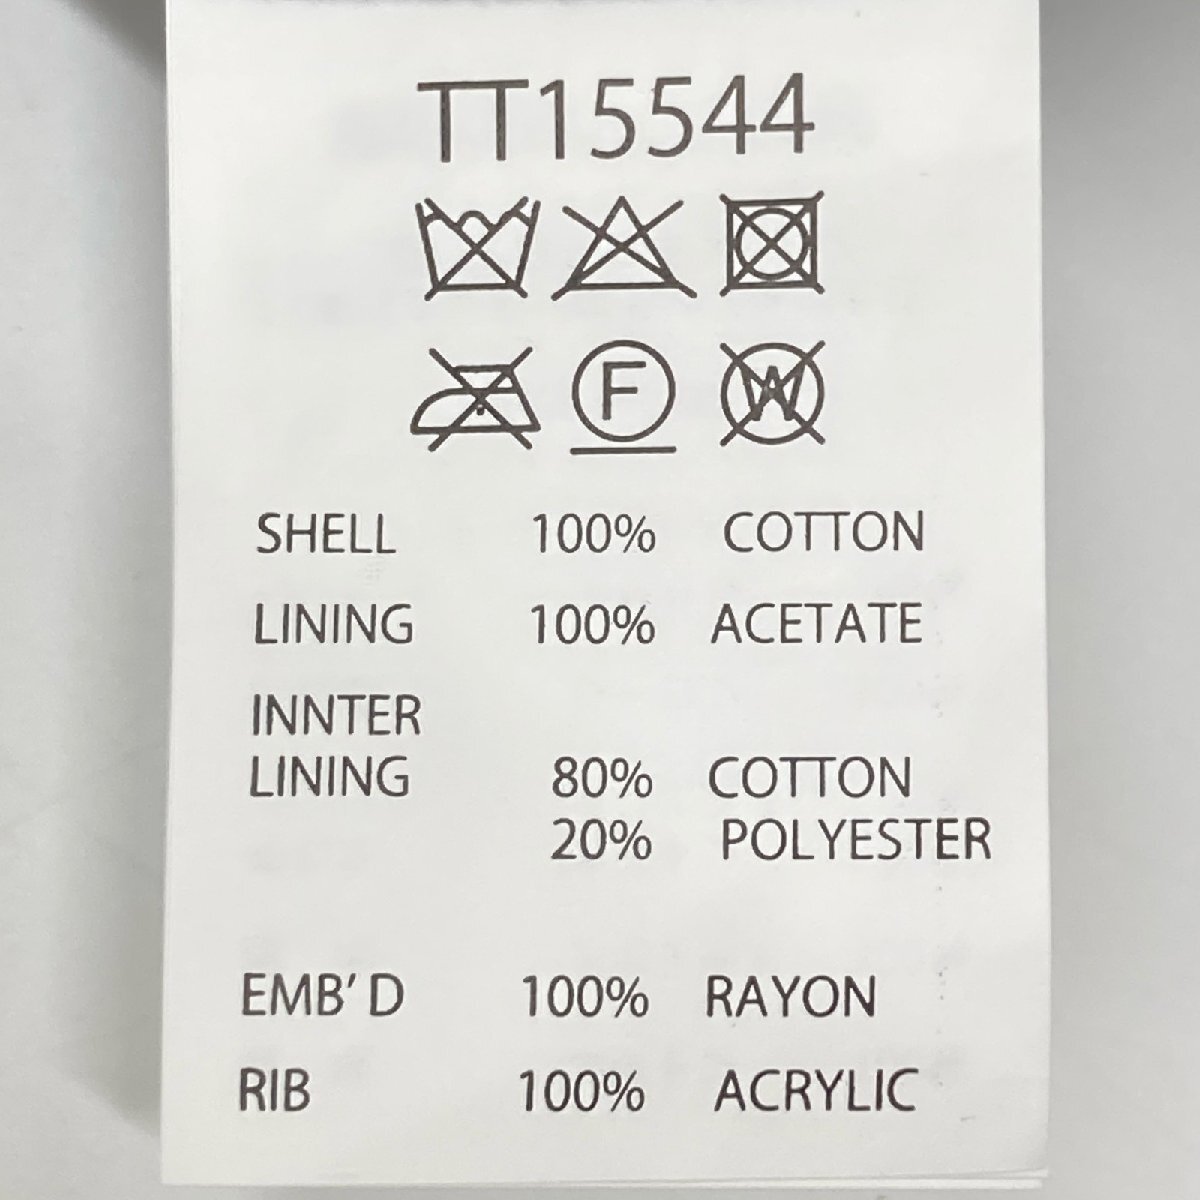 TT15544
F W
SHELL 100% COTTON
LINING 100% ACETATE
INNTER
LINING 80% COTTON
20% POLYESTER
EMB' D 100% RAYON
RIB 100% ACRYLIC